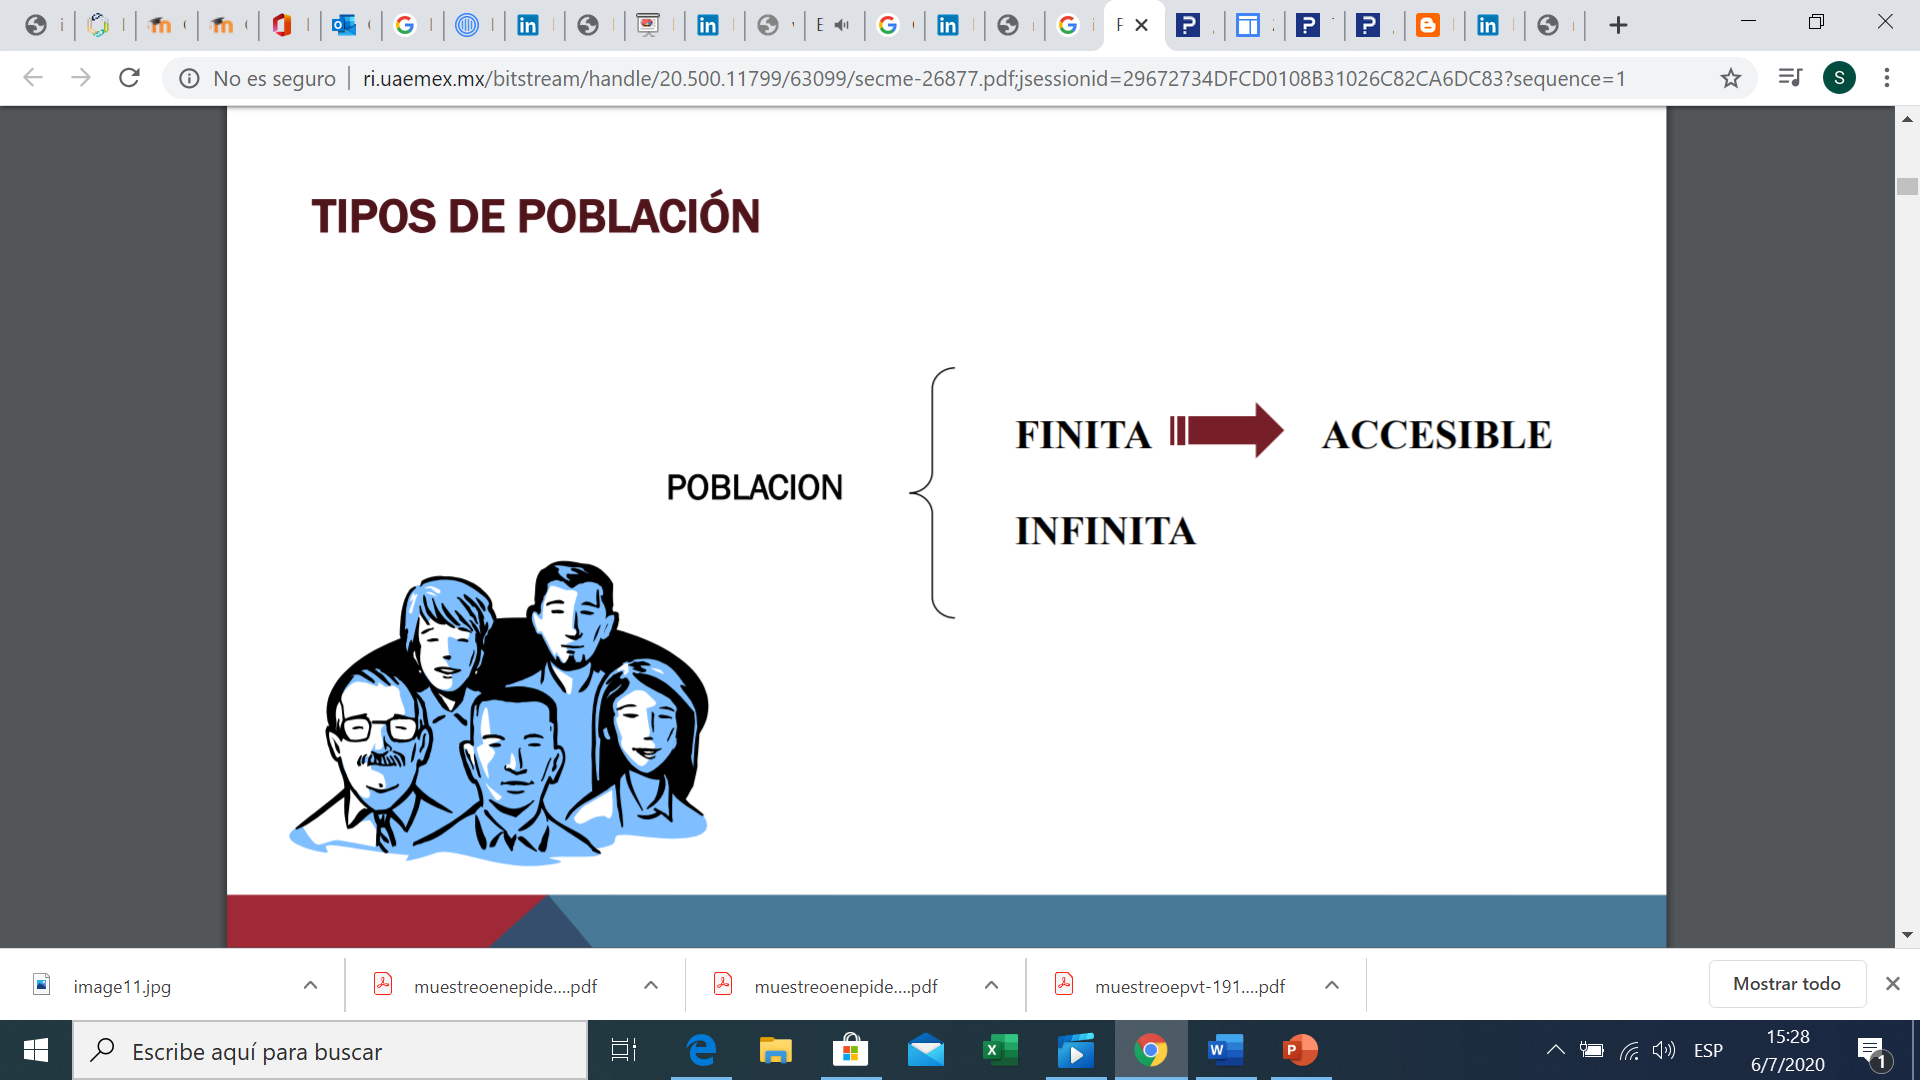 No es seguro
ri.uaemex.mx/bitstream/handle/20.500.11799/63099/secme-26877.pdf;jsessionid=29672734DFCD0108B31026C82CA6DC83?sequence=1
S
TIPOS DE POBLACIÓN
FINITA
ACCESIBLE
POBLACION
INFINITA
image11.jpg
muestreoenepide....pdf
muestreoenepide....pdf
muestreoepvt-191....pdf
Mostrar todo
Escribe aquí para buscar
ESP
15:28
6/7/2020
1